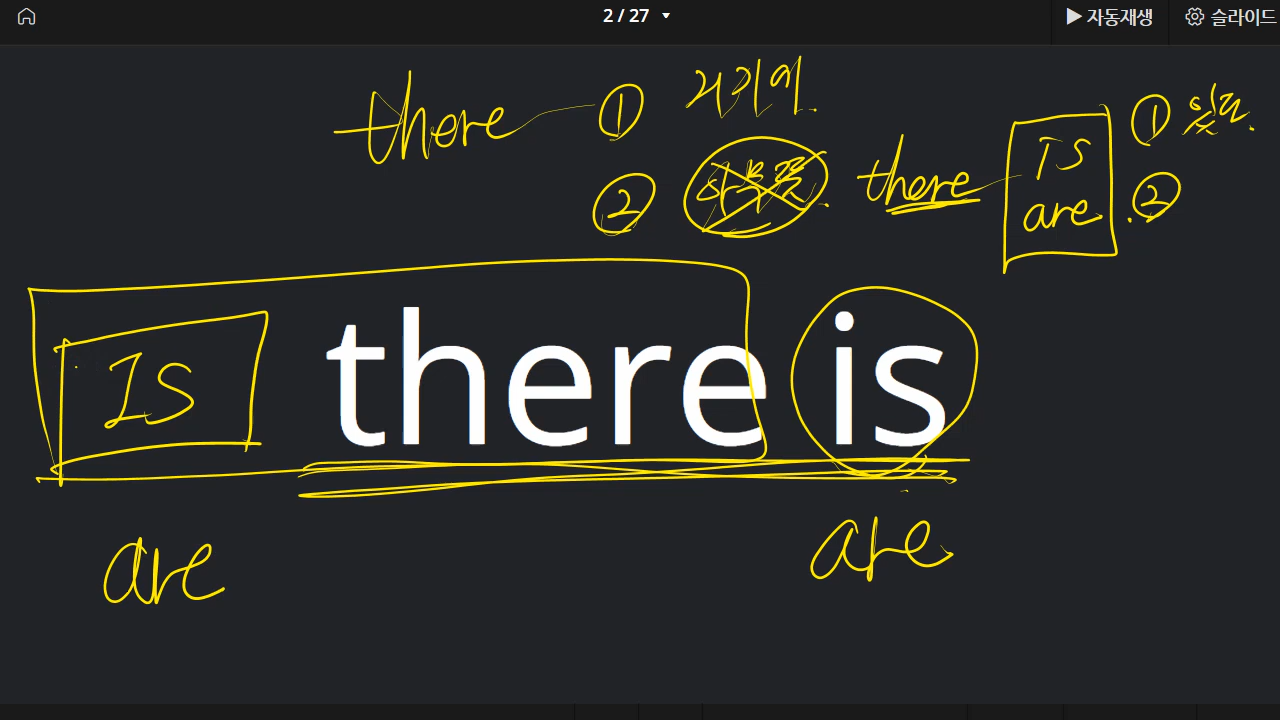 2 / 27
▶ 자동재생
슬라이드
there ① 거기에.
②
there is ① 있다.
are. ②
IS there is
are are